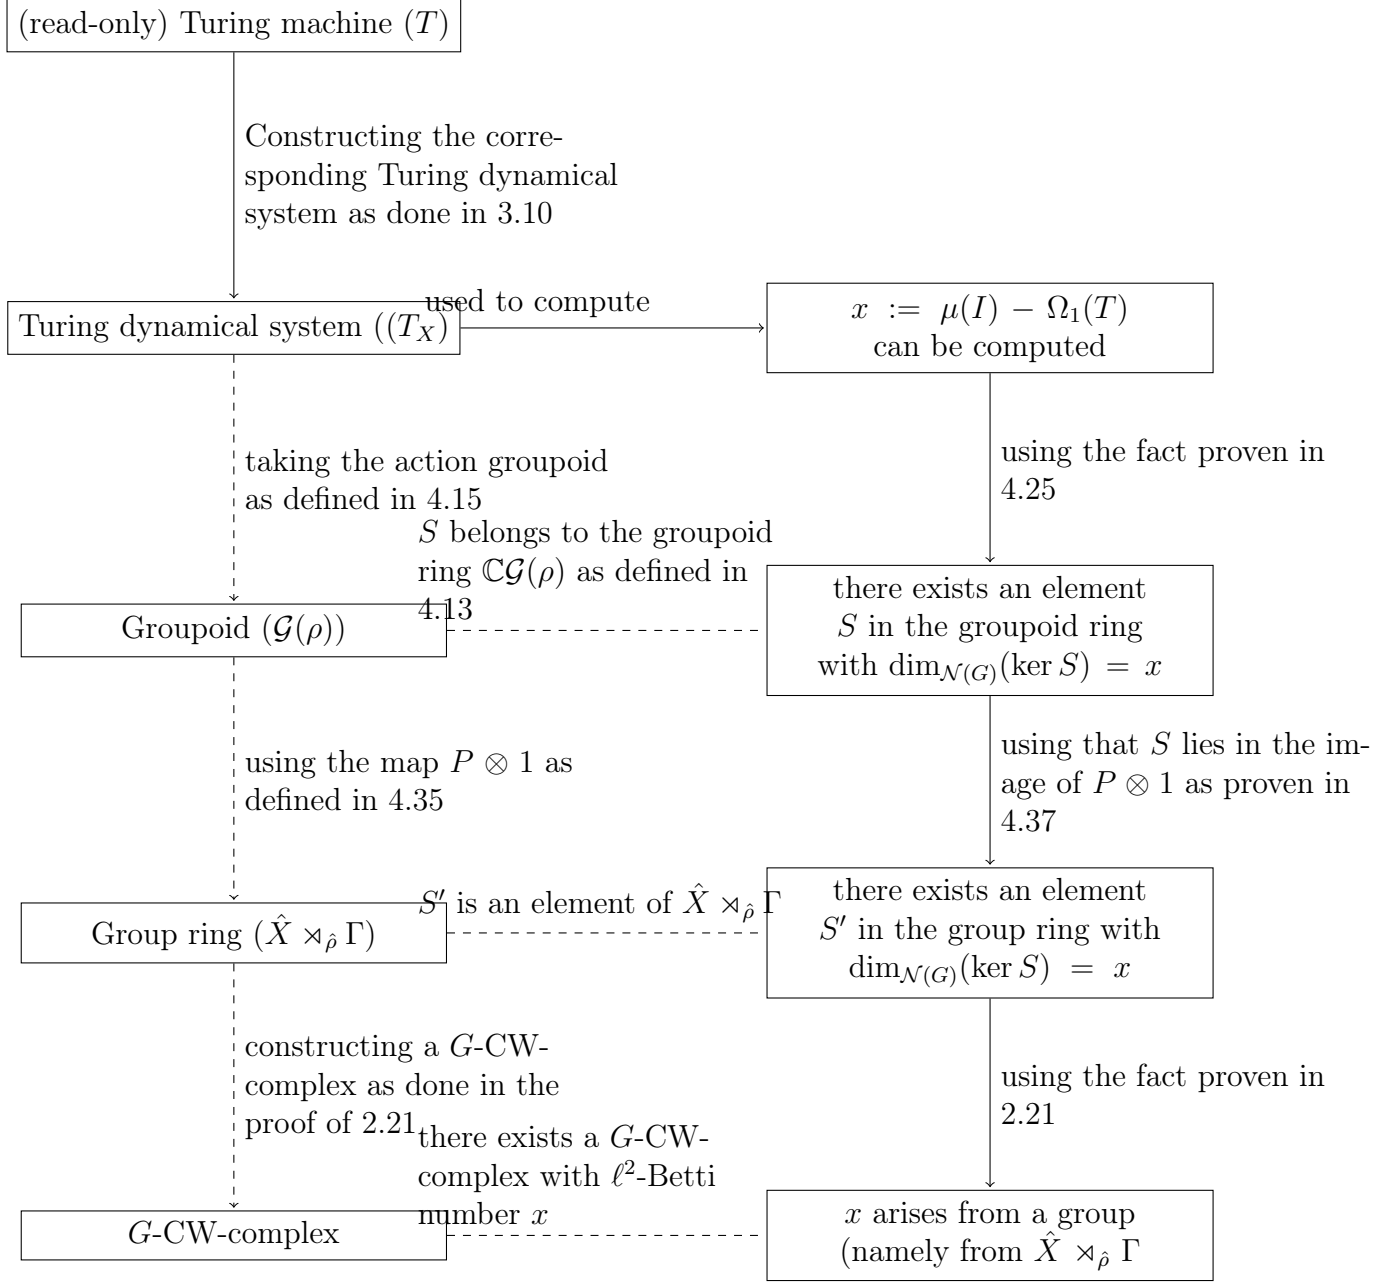 (read-only) Turing machine (T)
Constructing the corre-
sponding Turing dynamical
system as done in 3.10
Turing dynamical system ((T_X)
used to compute
x := μ(I) − Ω₁(T)
can be computed
taking the action groupoid
as defined in 4.15
using the fact proven in
4.25
S belongs to the groupoid
ring ℂ𝒢(ρ) as defined in
4.13
Groupoid (𝒢(ρ))
there exists an element
S in the groupoid ring
with dim_{𝒩(G)}(ker S) = x
using the map P ⊗ 1 as
defined in 4.35
using that S lies in the im-
age of P ⊗ 1 as proven in
4.37
S′ is an element of X̂ ⋊_ρ̂ Γ
Group ring (X̂ ⋊_ρ̂ Γ)
there exists an element
S′ in the group ring with
dim_{𝒩(G)}(ker S) = x
constructing a G-CW-
complex as done in the
proof of 2.21
using the fact proven in
2.21
there exists a G-CW-
complex with ℓ²-Betti
number x
G-CW-complex
x arises from a group
(namely from X̂ ⋊_ρ̂ Γ